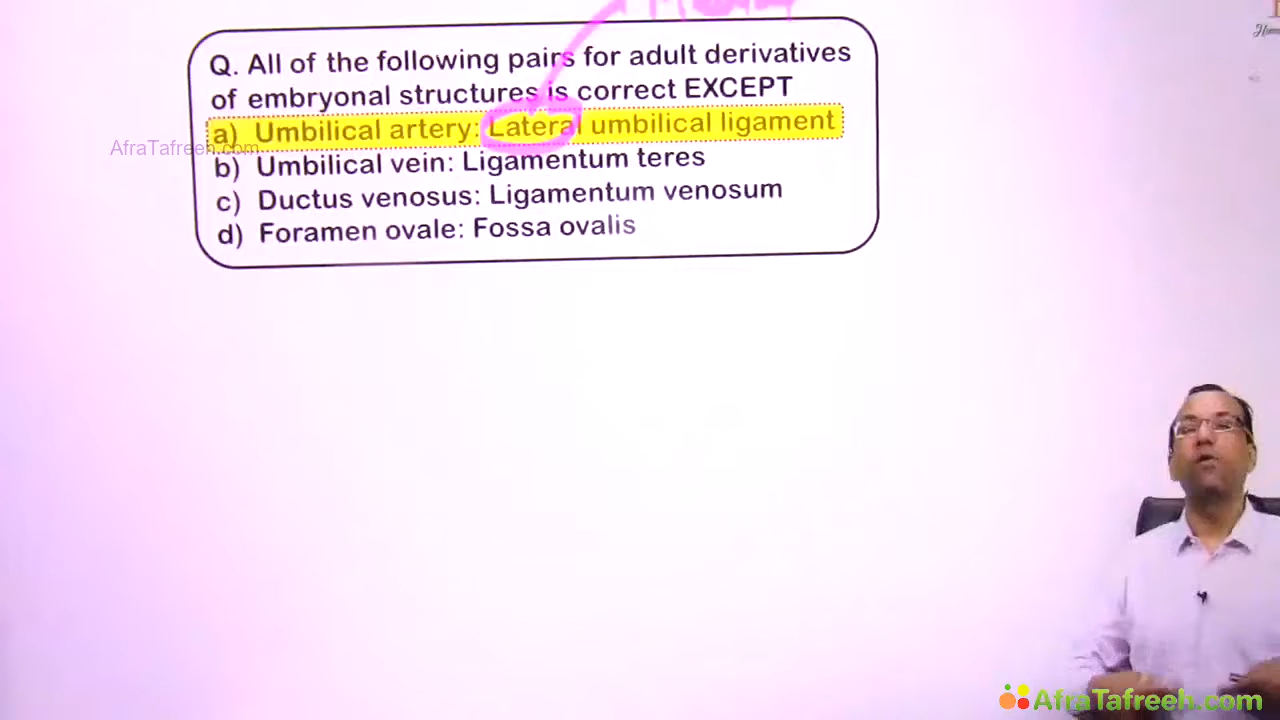 Q. All of the following pairs for adult derivatives
of embryonal structures is correct EXCEPT
a) Umbilical artery: Lateral umbilical ligament
AfraTafreeh.com
b) Umbilical vein: Ligamentum teres
c) Ductus venosus: Ligamentum venosum
d) Foramen ovale: Fossa ovalis
AfraTafreeh.com